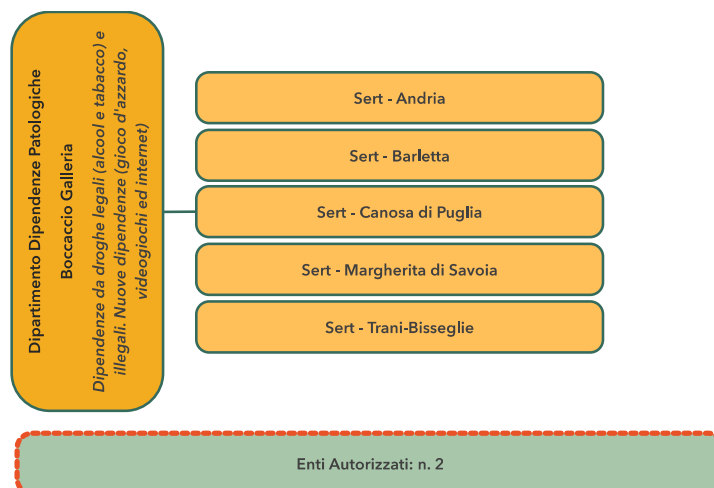 Dipartimento Dipendenze Patologiche
Boccaccio Galleria
Dipendenze da droghe legali (alcool e tabacco) e
illegali. Nuove dipendenze (gioco d'azzardo,
videogiochi ed internet)
Sert - Andria
Sert - Barletta
Sert - Canosa di Puglia
Sert - Margherita di Savoia
Sert - Trani-Bisseglie
Enti Autorizzati: n. 2